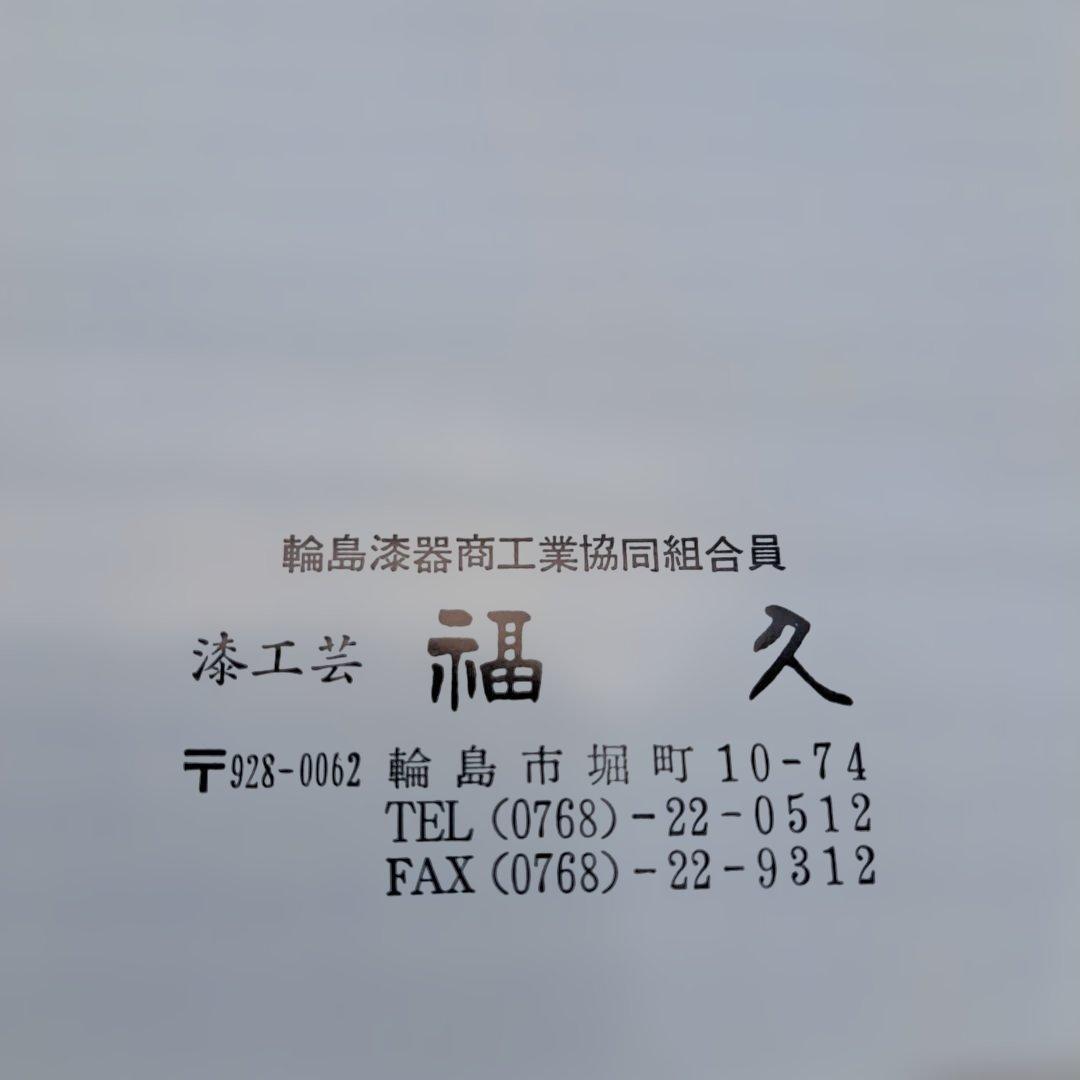 輪島漆器商工業協同組合員
漆工芸 福久
〒928-0062 輪島市堀町10-74
TEL(0768)-22-0512
FAX(0768)-22-9312